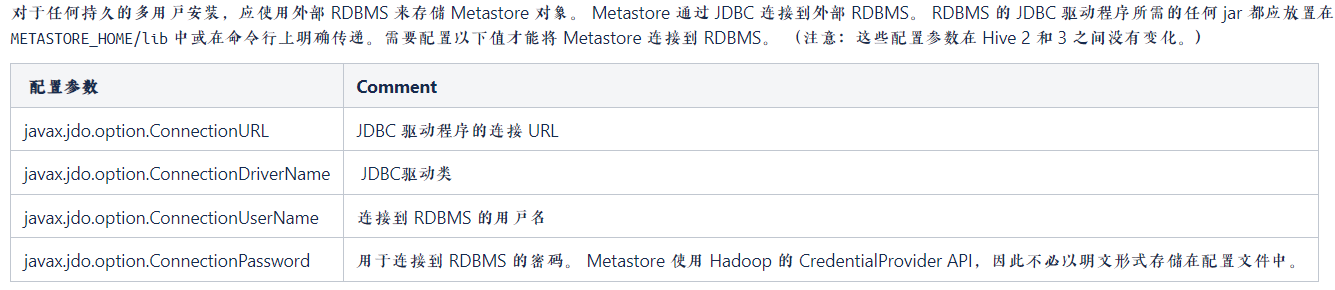 对于任何持久的多用户安装，应使用外部 RDBMS 来存储 Metastore 对象。 Metastore 通过 JDBC 连接到外部 RDBMS。 RDBMS 的 JDBC 驱动程序所需的任何 jar 都应放置在
METASTORE_HOME/lib 中或在命令行上明确传递。需要配置以下值才能将 Metastore 连接到 RDBMS。 （注意：这些配置参数在 Hive 2 和 3 之间没有变化。）
配置参数 Comment
javax.jdo.option.ConnectionURL JDBC 驱动程序的连接 URL
javax.jdo.option.ConnectionDriverName JDBC驱动类
javax.jdo.option.ConnectionUserName 连接到 RDBMS 的用户名
javax.jdo.option.ConnectionPassword 用于连接到 RDBMS 的密码。 Metastore 使用 Hadoop 的 CredentialProvider API，因此不必以明文形式存储在配置文件中。